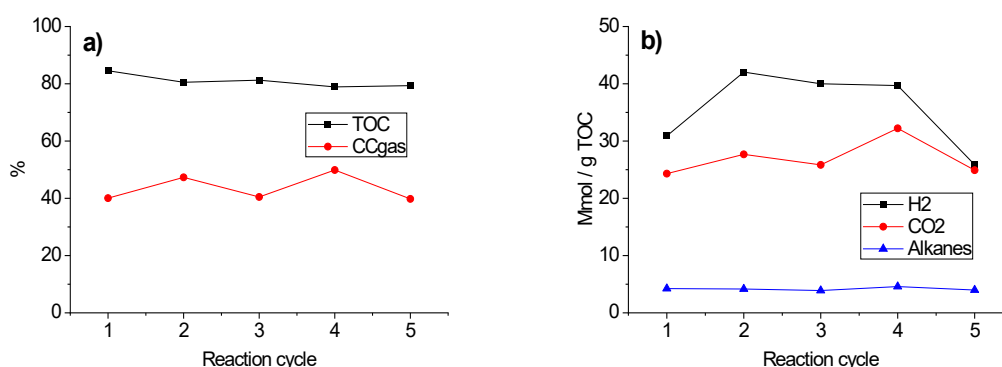 a)
100
80
60
40
20
0
%
TOC
CCgas
1 2 3 4 5
Reaction cycle
b)
50
40
30
20
10
0
Mmol / g TOC
H2
CO2
Alkanes
1 2 3 4 5
Reaction cycle